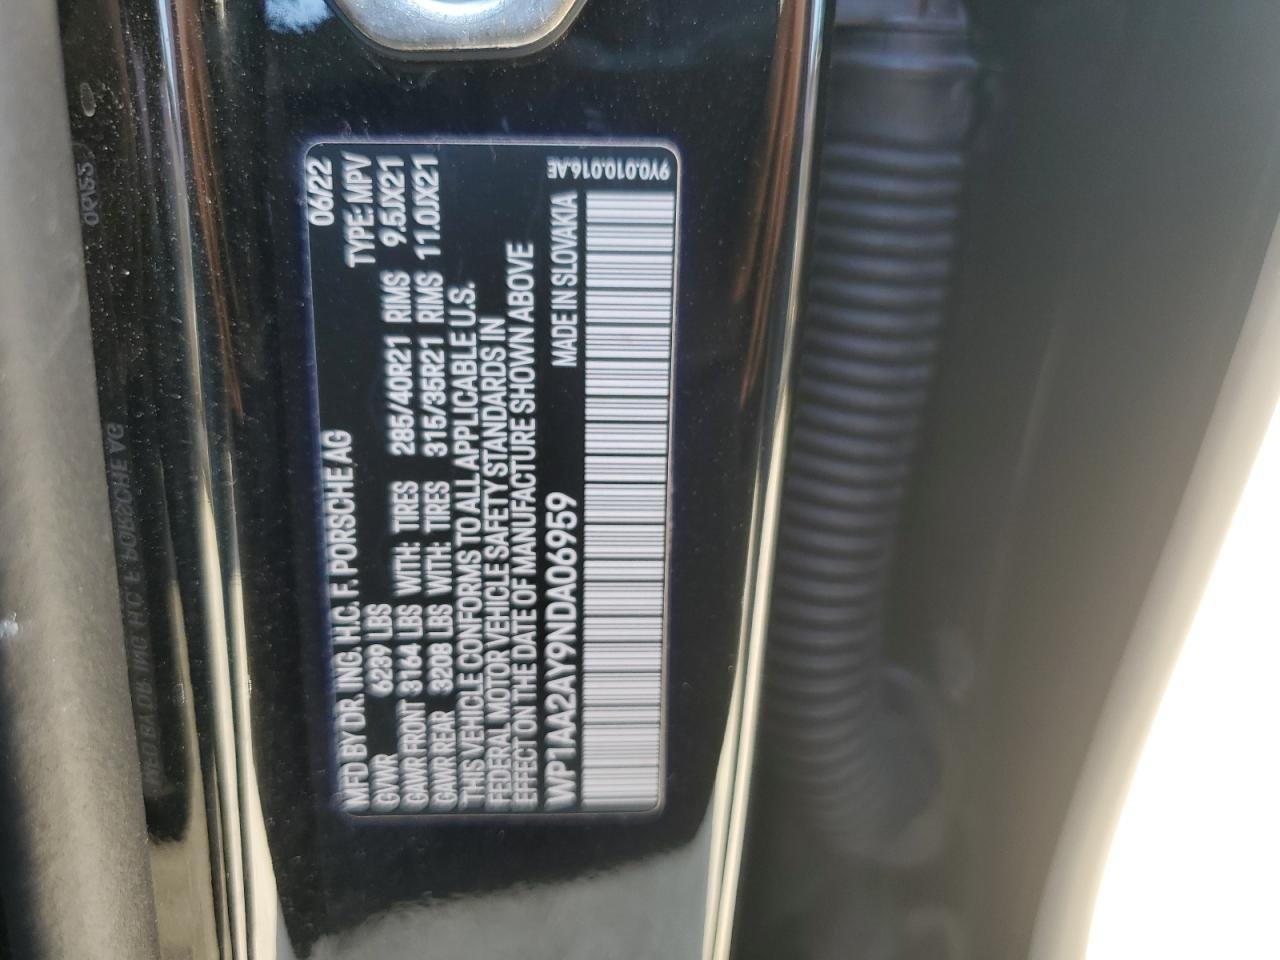 MFD BY DR. ING. H.C. F. PORSCHE AG 06/22
GVWR 6239 LBS TYPE: MPV
GAWR FRONT 3164 LBS WITH: TIRES 285/40R21 RIMS 9.5JX21
GAWR REAR 3208 LBS WITH: TIRES 315/35R21 RIMS 11.0JX21
THIS VEHICLE CONFORMS TO ALL APPLICABLE U.S.
FEDERAL MOTOR VEHICLE SAFETY STANDARDS IN
EFFECT ON THE DATE OF MANUFACTURE SHOWN ABOVE
WP1AA2AY9NDA06959 MADE IN SLOVAKIA
9Y0.010.016.AE